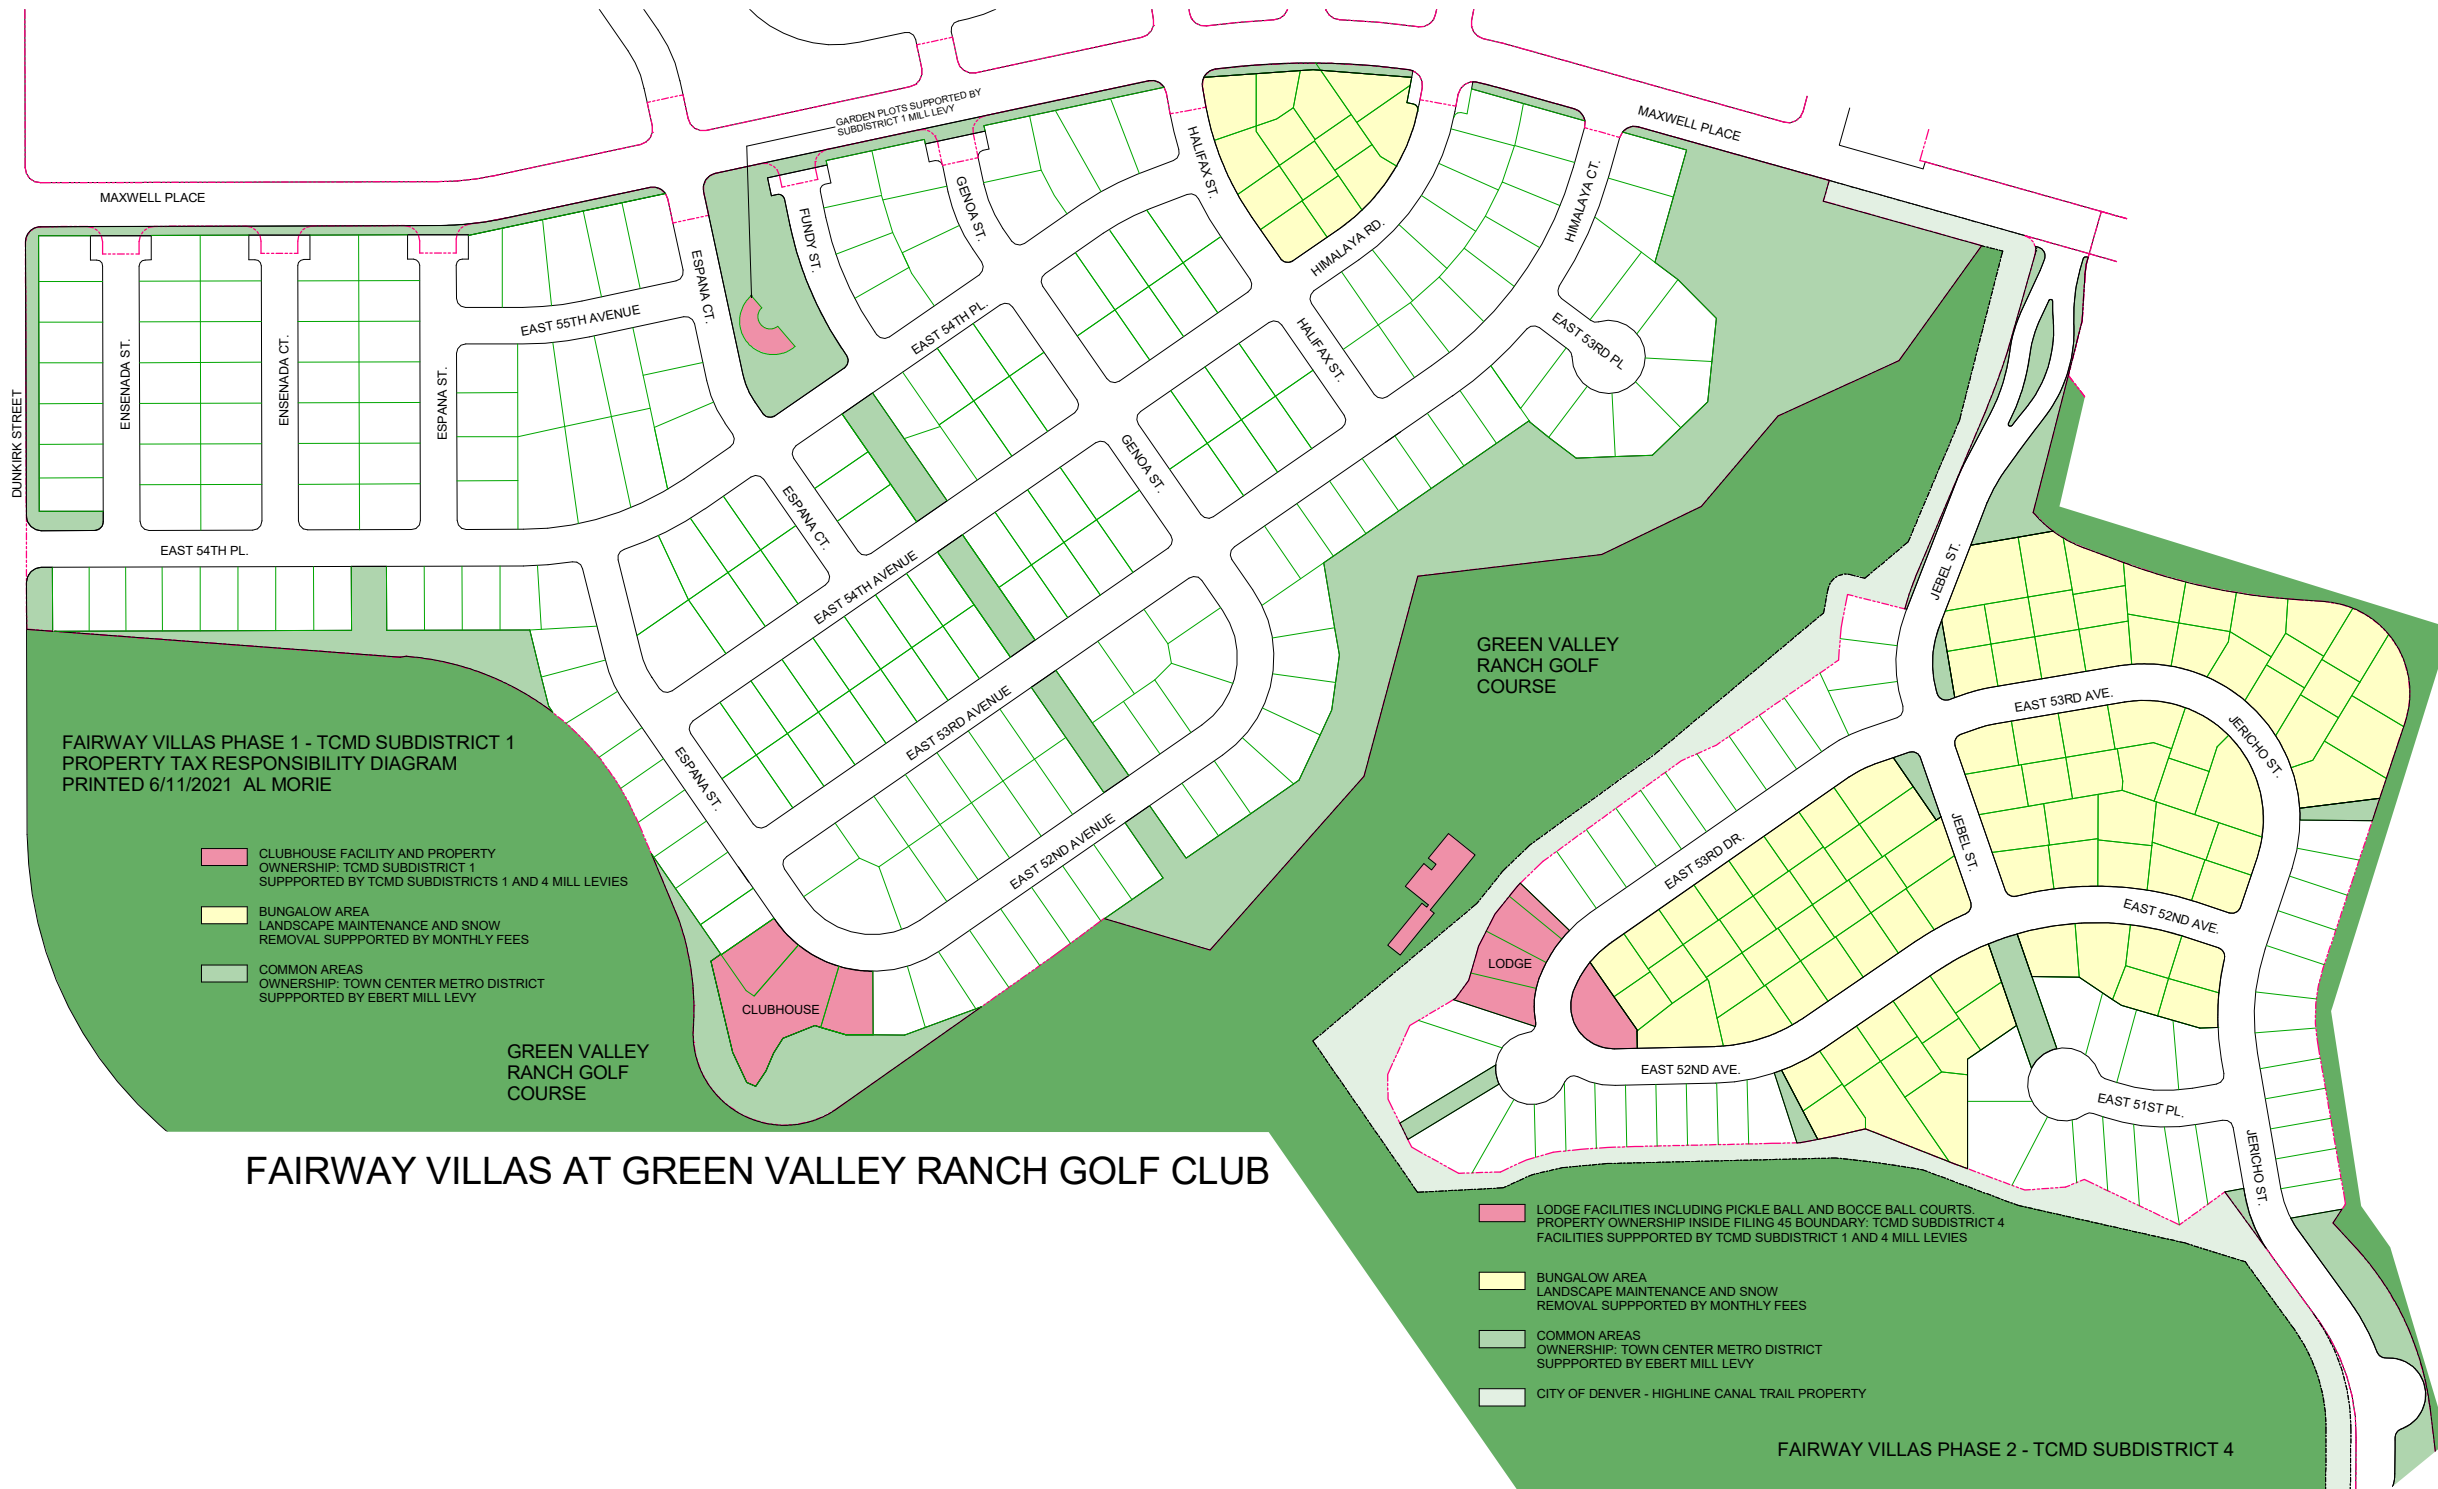 MAXWELL PLACE
GARDEN PLOTS SUPPORTED BY
SUBDISTRICT 1 MILL LEVY
MAXWELL PLACE
DUNKIRK STREET
ENSENADA ST.
ENSENADA CT.
ESPANA ST.
EAST 55TH AVENUE
ESPANA CT.
FUNDY ST.
GENOA ST.
HALIFAX ST.
HIMALAYA RD.
HIMALAYA CT.
EAST 54TH PL.
HALIFAX ST.
EAST 53RD PL
EAST 54TH PL.
ESPANA CT.
GENOA ST.
EAST 54TH AVENUE
EAST 53RD AVENUE
ESPANA ST.
EAST 52ND AVENUE
GREEN VALLEY
RANCH GOLF
COURSE
FAIRWAY VILLAS PHASE 1 - TCMD SUBDISTRICT 1
PROPERTY TAX RESPONSIBILITY DIAGRAM
PRINTED 6/11/2021 AL MORIE
CLUBHOUSE FACILITY AND PROPERTY
OWNERSHIP: TCMD SUBDISTRICT 1
SUPPPORTED BY TCMD SUBDISTRICTS 1 AND 4 MILL LEVIES
BUNGALOW AREA
LANDSCAPE MAINTENANCE AND SNOW
REMOVAL SUPPPORTED BY MONTHLY FEES
COMMON AREAS
OWNERSHIP: TOWN CENTER METRO DISTRICT
SUPPPORTED BY EBERT MILL LEVY
CLUBHOUSE
GREEN VALLEY
RANCH GOLF
COURSE
FAIRWAY VILLAS AT GREEN VALLEY RANCH GOLF CLUB
JEBEL ST.
EAST 53RD AVE.
JERICHO ST.
EAST 53RD DR.
JEBEL ST.
EAST 52ND AVE.
LODGE
EAST 52ND AVE.
EAST 51ST PL.
JERICHO ST.
LODGE FACILITIES INCLUDING PICKLE BALL AND BOCCE BALL COURTS.
PROPERTY OWNERSHIP INSIDE FILING 45 BOUNDARY: TCMD SUBDISTRICT 4
FACILITIES SUPPPORTED BY TCMD SUBDISTRICT 1 AND 4 MILL LEVIES
BUNGALOW AREA
LANDSCAPE MAINTENANCE AND SNOW
REMOVAL SUPPPORTED BY MONTHLY FEES
COMMON AREAS
OWNERSHIP: TOWN CENTER METRO DISTRICT
SUPPPORTED BY EBERT MILL LEVY
CITY OF DENVER - HIGHLINE CANAL TRAIL PROPERTY
FAIRWAY VILLAS PHASE 2 - TCMD SUBDISTRICT 4